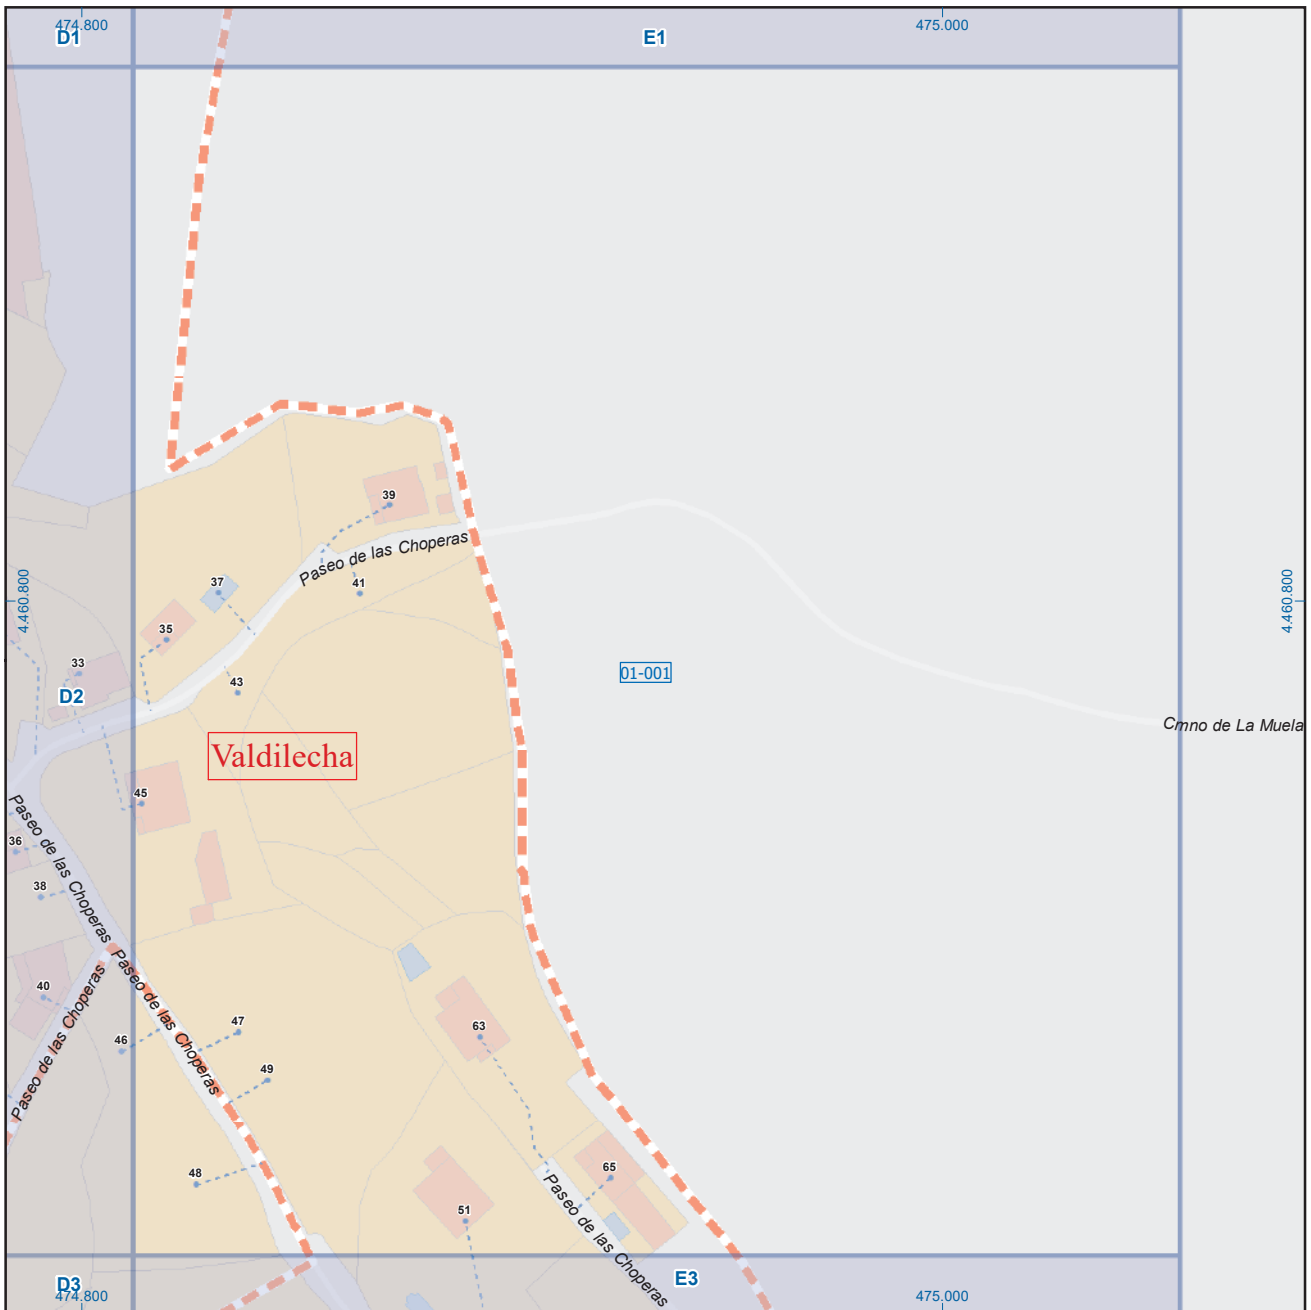 474.800
475.000
D1
E1
39
Paseo de las Choperas
37
41
4.460.800
4.460.800
35
33
43
01-001
D2
Cmno de La Muela
Valdilecha
45
Paseo de las Choperas
36
38
Paseo de las Choperas
Paseo de las Choperas
40
47
46
63
49
48
65
Paseo de las Choperas
51
D3
E3
474.800
475.000